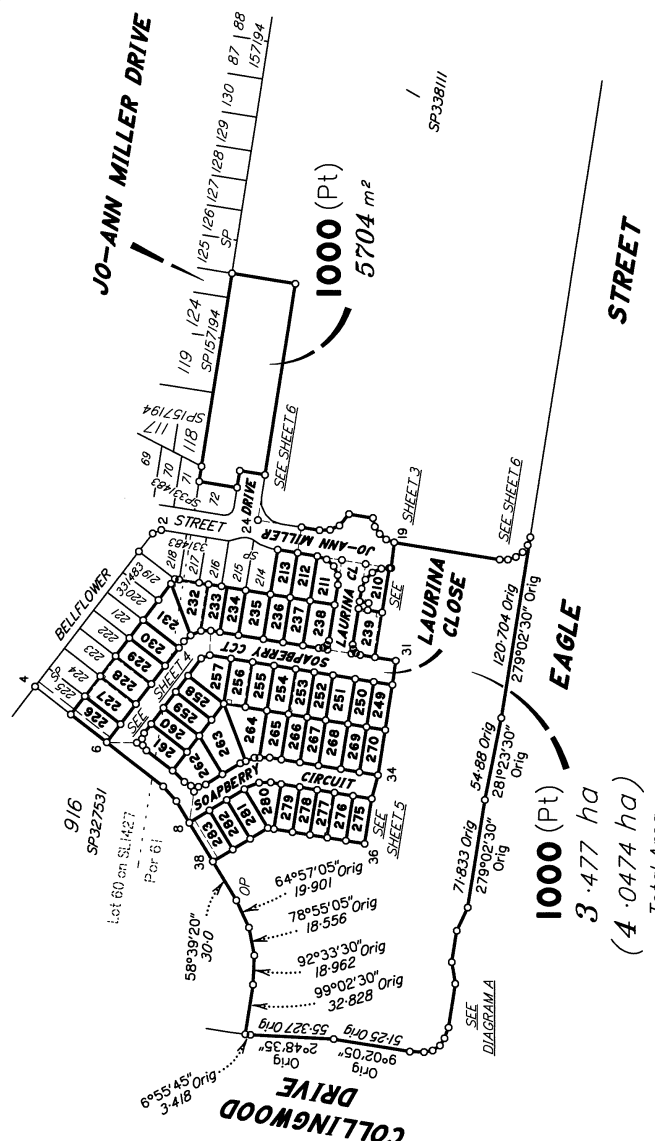 JO-ANN MILLER DRIVE
87
88
157194
130
129
128
127
126
125
SP
124
119
SP157194
117
118
SP157194
69
70
71
72
SP331483
1
SP338111
1000 (Pt)
5704 m²
SEE SHEET 6
DRIVE
24
STREET
BELLFLOWER
2
4
6
8
38
36
34
31
19
SHEET 3
SEE
SEE SHEET 6
JO-ANN MILLER
LAURINA CL
LAURINA
CLOSE
SOAPBERRY CCT
SOAPBERRY
CIRCUIT
SEE
SHEET 4
SEE
SHEET 5
331483
218
217
216
215
214
SP
331483
219
220
221
222
223
224
225
SP
213
212
211
210
226
227
228
229
230
231
232
233
234
235
236
237
238
239
257
256
255
254
253
252
251
250
249
258
259
260
261
262
263
264
265
266
267
268
269
270
283
282
281
280
279
278
277
276
275
916
SP327531
Lot 60 on SL11427
Por 61
58°39'20"
30·0
OP
64°57'05" Orig
19·901
78°55'05" Orig
18·556
92°33'30" Orig
18·962
99°02'30" Orig
32·828
6°55'45" Orig
3·418
2°48'35" Orig
55·327 Orig
9°02'05" Orig
51·25 Orig
COLLINGWOOD
DRIVE
SEE
DIAGRAM A
71·833 Orig
279°02'30" Orig
54·88 Orig
281°23'30" Orig
120·704 Orig
279°02'30" Orig
EAGLE
STREET
1000 (Pt)
3·477 ha
(4·0474 ha)
Total Area